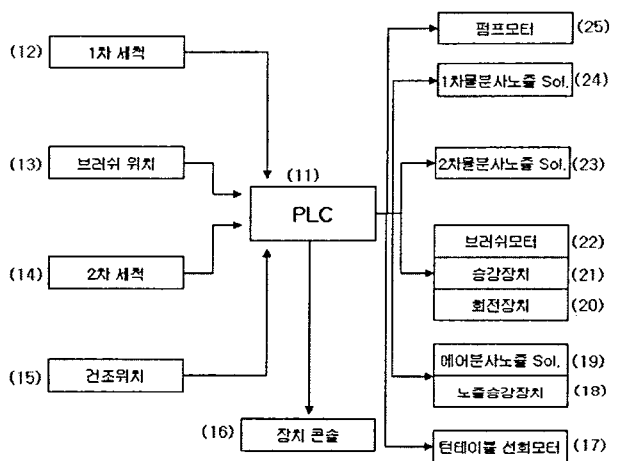 (12) 1차 세척
(13) 브러쉬 위치
(14) 2차 세척
(15) 건조위치
(11)
PLC
(16) 장치 콘솔
펌프모터 (25)
1차물분사노즐 Sol. (24)
2차물분사노즐 Sol. (23)
브러쉬모터 (22)
승강장치 (21)
회전장치 (20)
에어분사노즐 Sol. (19)
노즐승강장치 (18)
턴테이블 선회모터 (17)